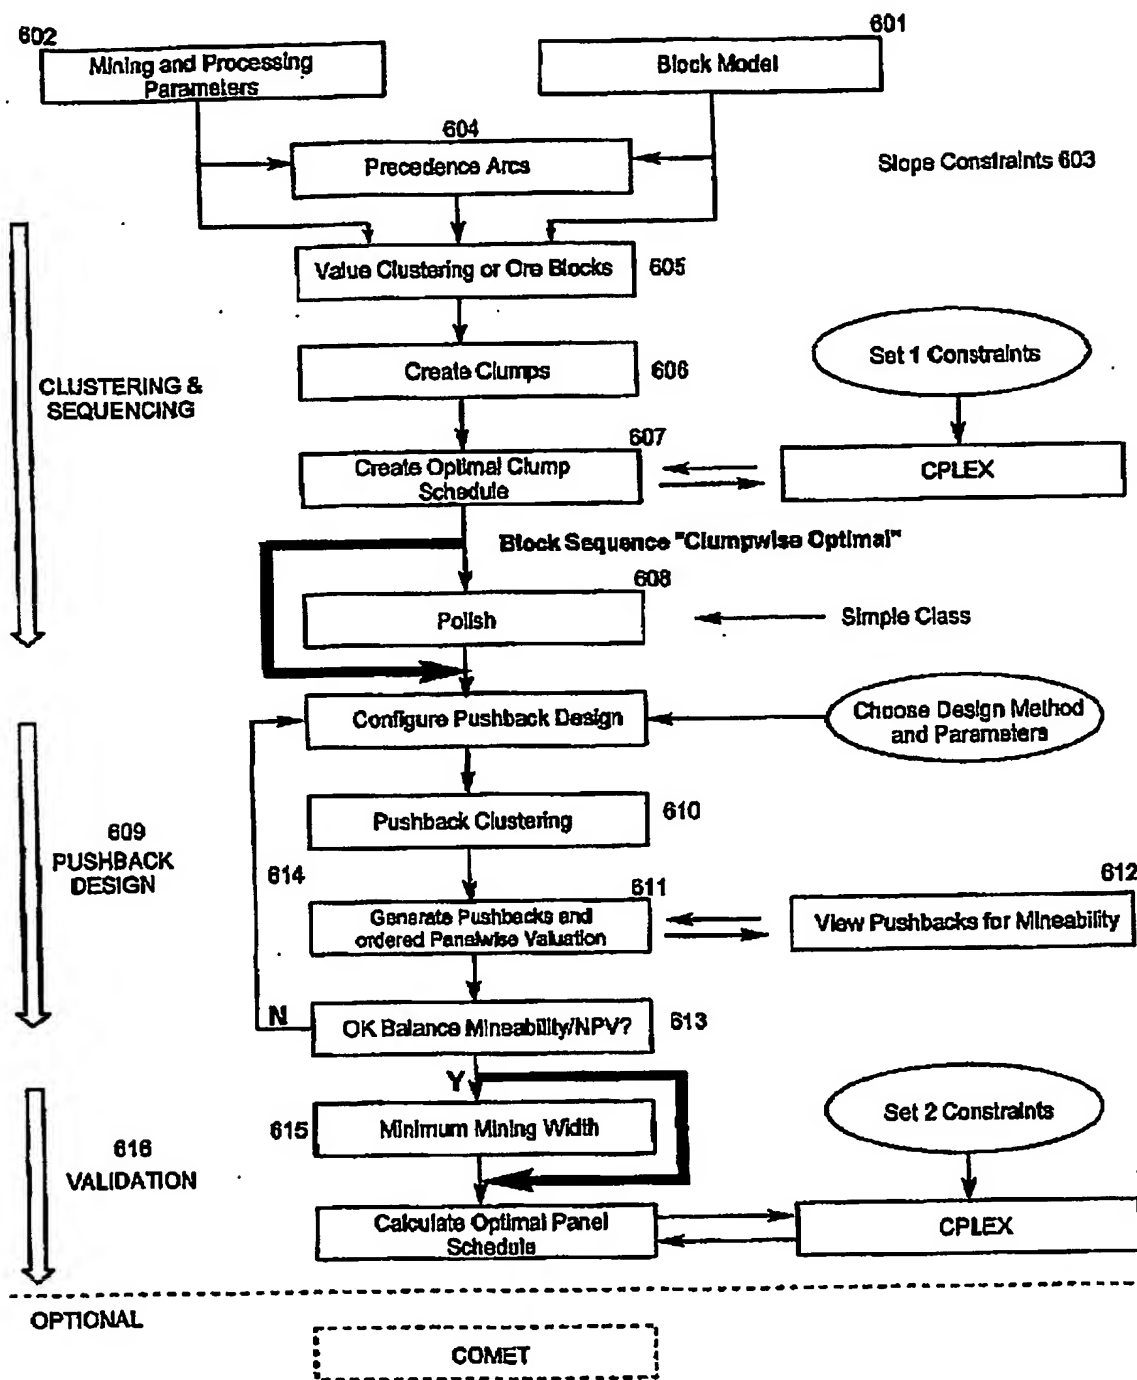 602
601
Mining and Processing
Parameters
Block Model
604
Precedence Arcs
Slope Constraints 603
Value Clustering or Ore Blocks
605
Set 1 Constraints
Create Clumps
606
CLUSTERING &
SEQUENCING
607
Create Optimal Clump
Schedule
CPLEX
Block Sequence "Clumpwise Optimal"
608
Polish
Simple Class
Configure Pushback Design
Choose Design Method
and Parameters
Pushback Clustering
610
609
PUSHBACK
DESIGN
614
611
612
Generate Pushbacks and
ordered Panelwise Valuation
View Pushbacks for Mineability
N
OK Balance Mineability/NPV?
613
Y
615
Minimum Mining Width
Set 2 Constraints
616
VALIDATION
Calculate Optimal Panel
Schedule
CPLEX
OPTIONAL
COMET